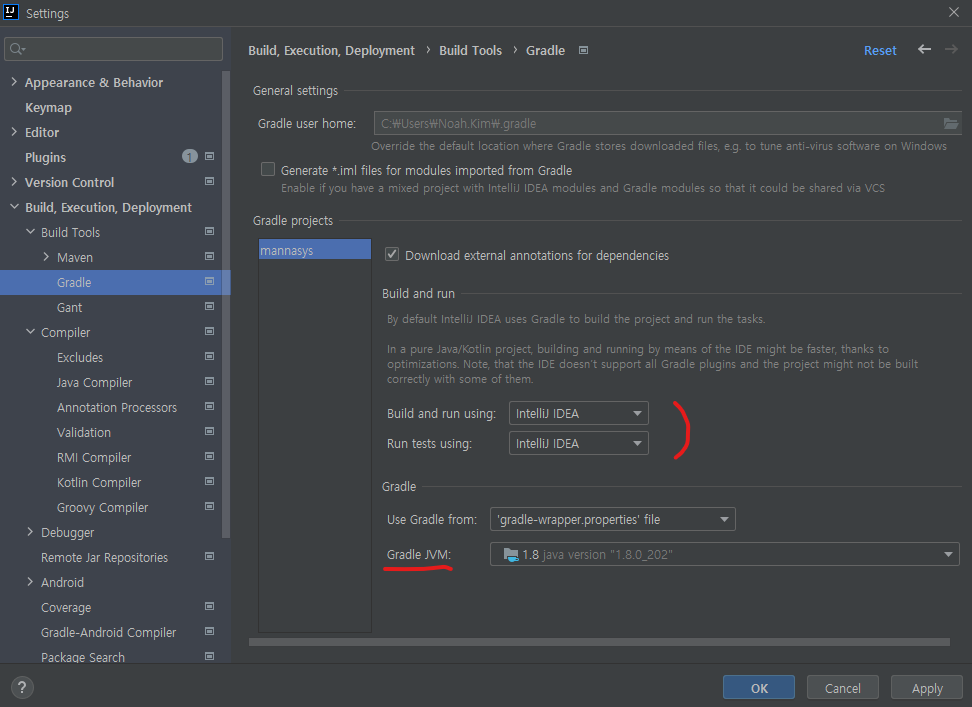 IJ Settings
Build, Execution, Deployment › Build Tools › Gradle Reset
Appearance & Behavior
Keymap
Editor
Plugins 1
Version Control
Build, Execution, Deployment
Build Tools
Maven
Gradle
Gant
Compiler
Excludes
Java Compiler
Annotation Processors
Validation
RMI Compiler
Kotlin Compiler
Groovy Compiler
Debugger
Remote Jar Repositories
Android
Coverage
Gradle-Android Compiler
Package Search
General settings
Gradle user home: C:₩Users₩Noah.Kim₩.gradle
Override the default location where Gradle stores downloaded files, e.g. to tune anti-virus software on Windows
Generate *.iml files for modules imported from Gradle
Enable if you have a mixed project with IntelliJ IDEA modules and Gradle modules so that it could be shared via VCS
Gradle projects
mannasys
Download external annotations for dependencies
Build and run
By default IntelliJ IDEA uses Gradle to build the project and run the tasks.
In a pure Java/Kotlin project, building and running by means of the IDE might be faster, thanks to
optimizations. Note, that the IDE doesn't support all Gradle plugins and the project might not be built
correctly with some of them.
Build and run using: IntelliJ IDEA
Run tests using: IntelliJ IDEA
Gradle
Use Gradle from: 'gradle-wrapper.properties' file
Gradle JVM: 1.8 java version "1.8.0_202"
? OK Cancel Apply